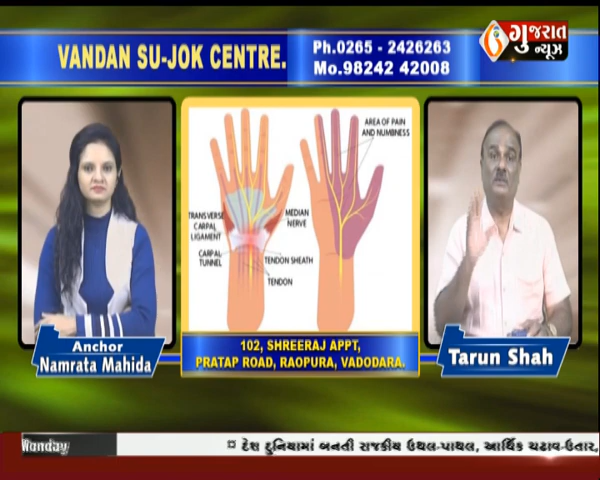 VANDAN SU-JOK CENTRE.
Ph.0265 - 2426263
Mo.98242 42008
ગુજરાત
ન્યૂઝ
AREA OF PAIN
AND NUMBNESS
TRANSVERSE
CARPAL
LIGAMENT
MEDIAN
NERVE
CARPAL
TUNNEL
TENDON SHEATH
TENDON
Anchor
Namrata Mahida
102, SHREERAJ APPT,
PRATAP ROAD, RAOPURA, VADODARA.
Tarun Shah
¤ દેશ દુનિયામાં બનતી રાજકીય ઉથલ-પાથલ, આર્થિક ચઢાવ-ઉતાર,